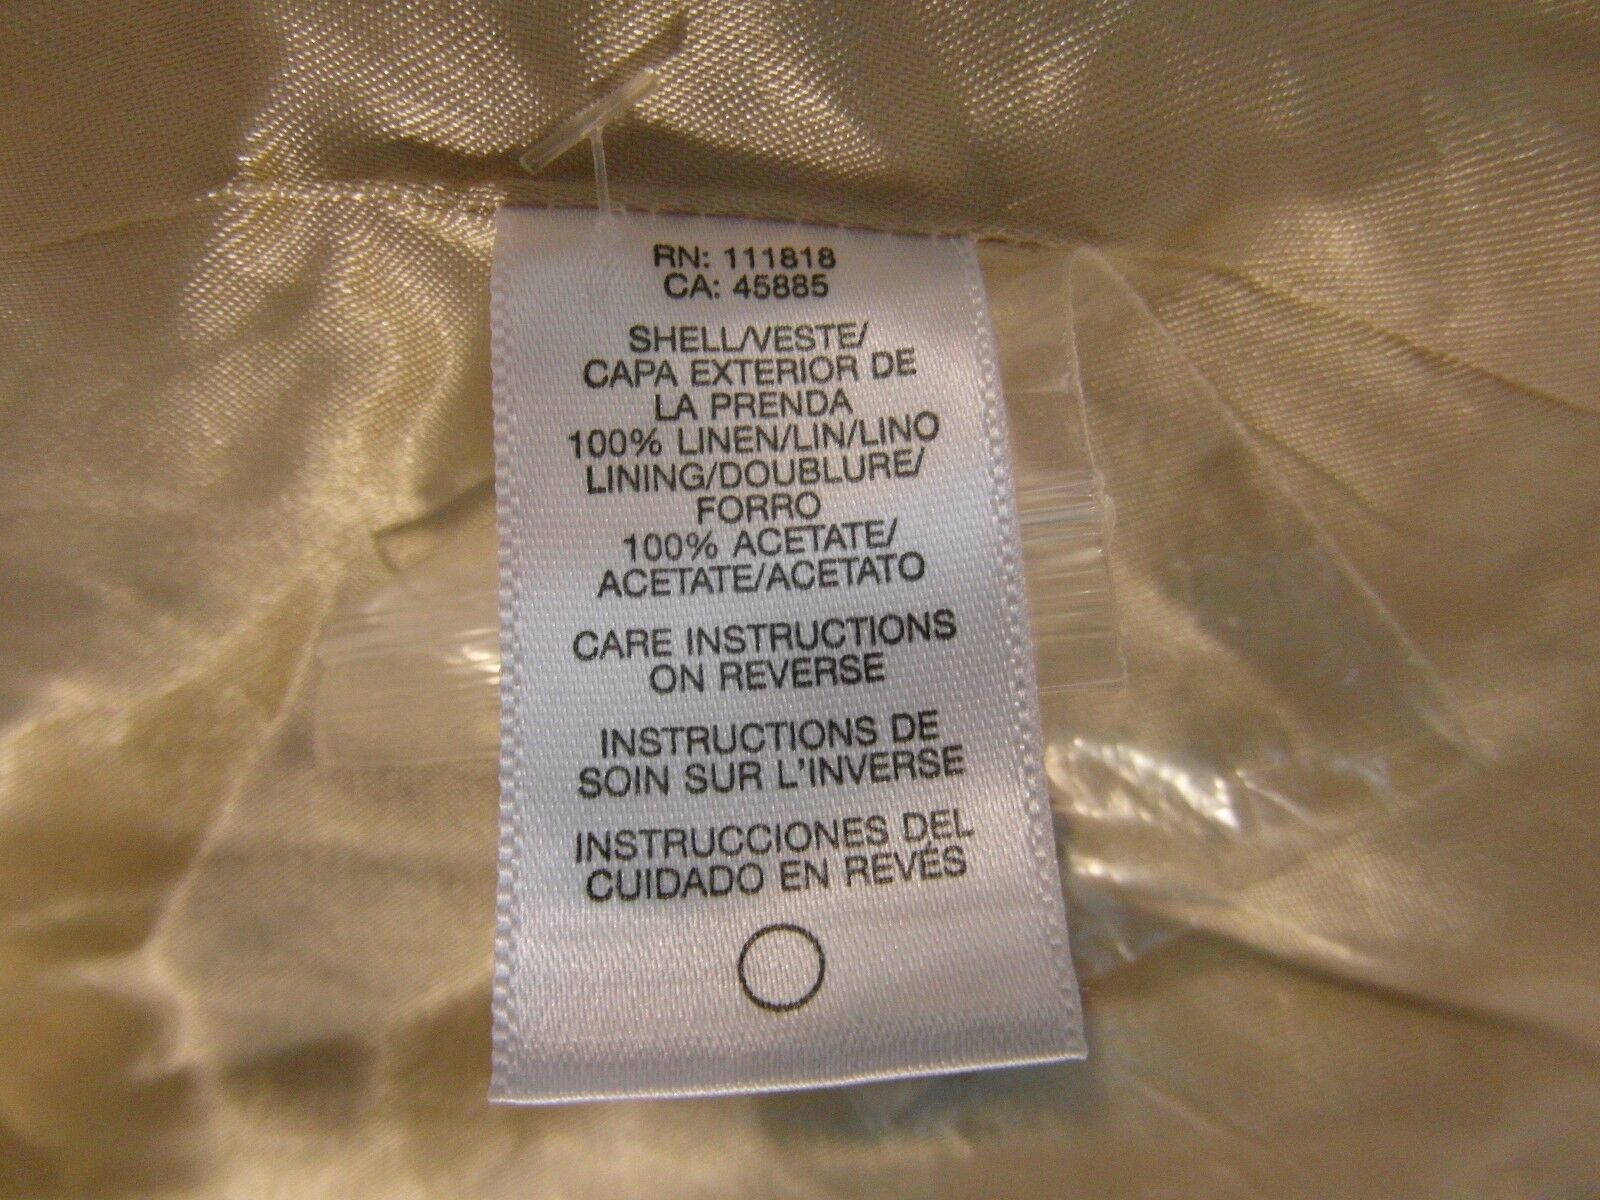 RN: 111818
CA: 45885
SHELL/VESTE/
CAPA EXTERIOR DE
LA PRENDA
100% LINEN/LIN/LINO
LINING/DOUBLURE/
FORRO
100% ACETATE/
ACETATE/ACETATO
CARE INSTRUCTIONS
ON REVERSE
INSTRUCTIONS DE
SOIN SUR L'INVERSE
INSTRUCCIONES DEL
CUIDADO EN REVÉS